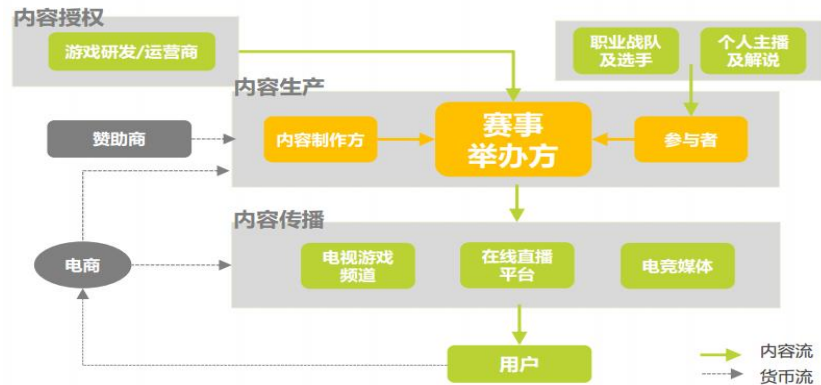 内容授权
游戏研发/运营商
职业战队
及选手
个人主播
及解说
内容生产
赞助商
内容制作方
赛事
举办方
参与者
内容传播
电商
电视游戏
频道
在线直播
平台
电竞媒体
用户
内容流
货币流